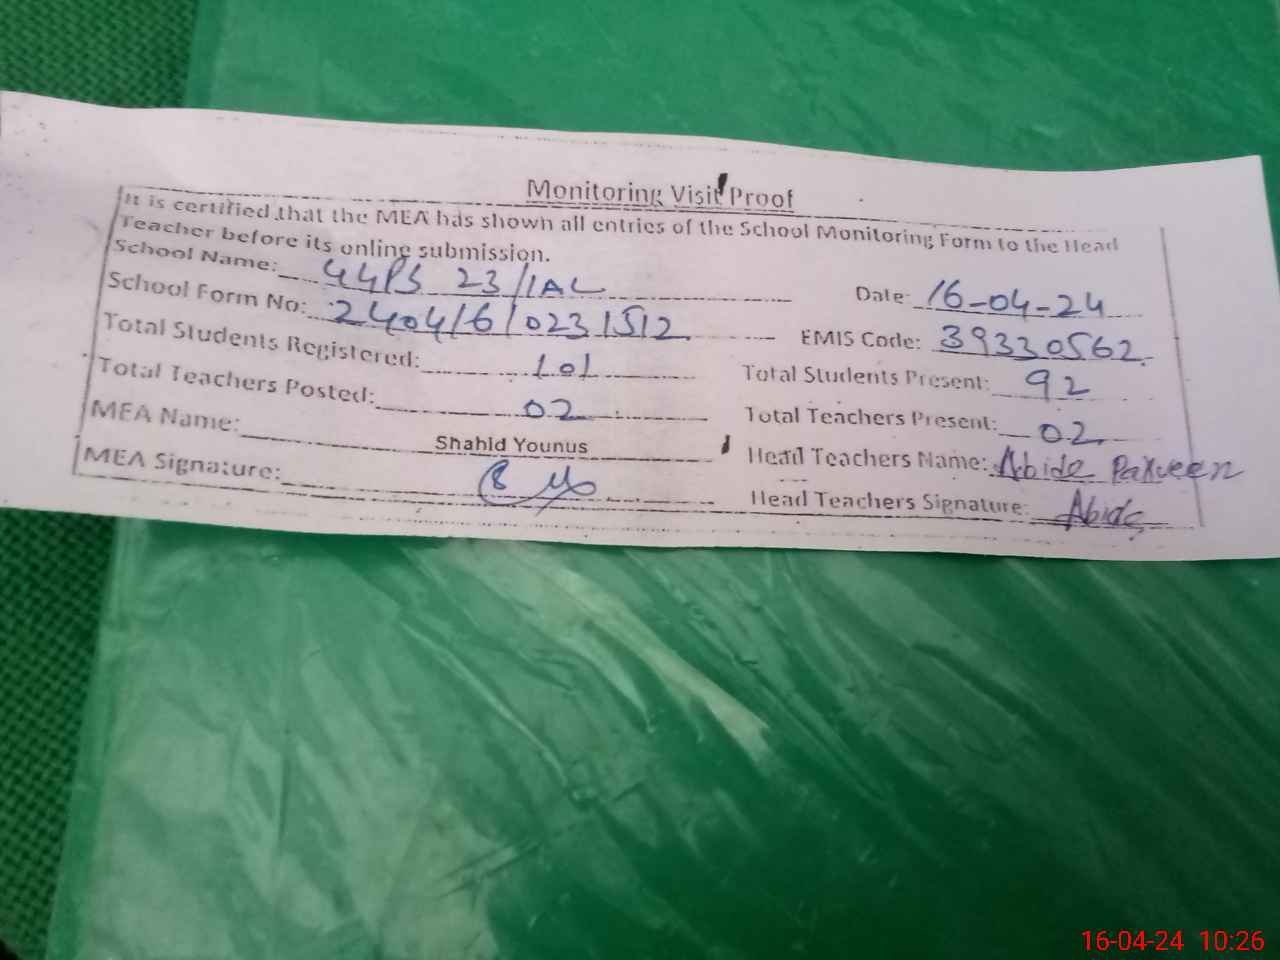 Monitoring Visit Proof
It is certified that the MEA has shown all entries of the School Monitoring Form to the Head
Teacher before its online submission.
School Name: GGPS 23/1AL Date: 16-04-24
School Form No: 2404161023 1512 EMIS Code: 39330562
Total Students Registered: 101 Total Students Present: 92
Total Teachers Posted: 02 Total Teachers Present: 02
MEA Name: Shahid Younus Head Teachers Name: Abida Parveen
MEA Signature: Head Teachers Signature: Abida
16-04-24 10:26